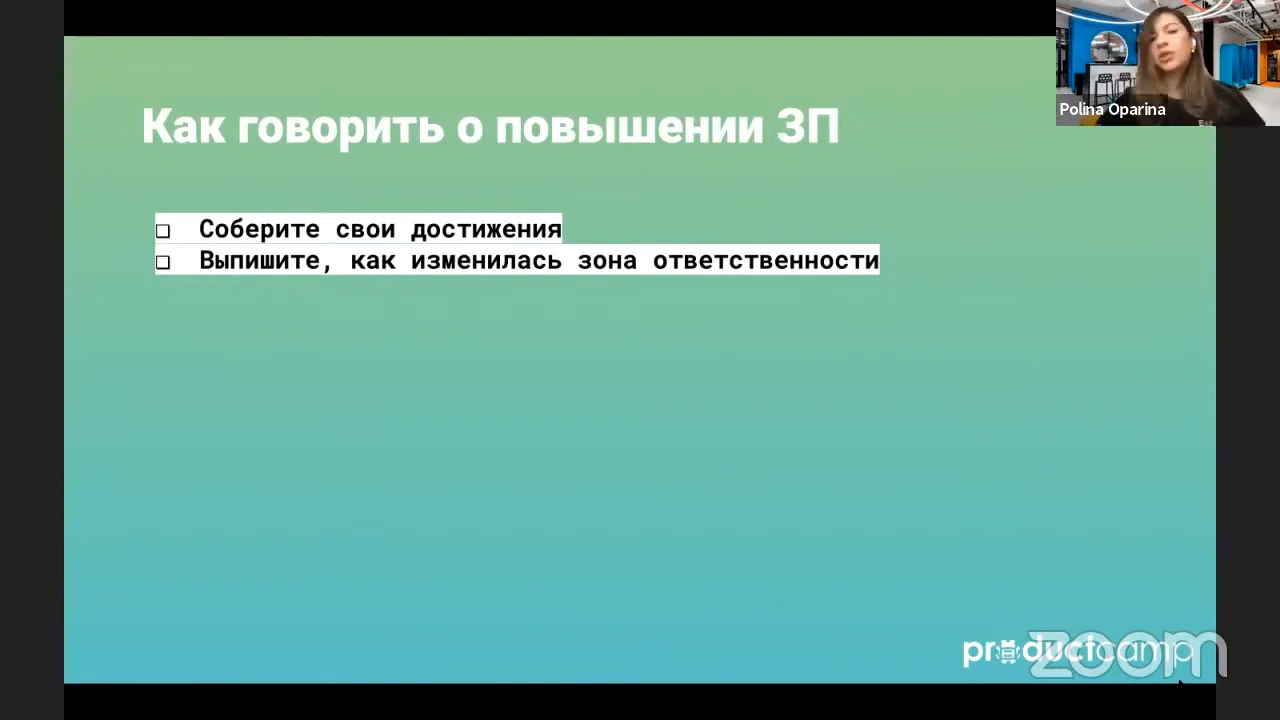 Polina Oparina
Как говорить о повышении ЗП
❏ Соберите свои достижения
❏ Выпишите, как изменилась зона ответственности
productcamp
zoom